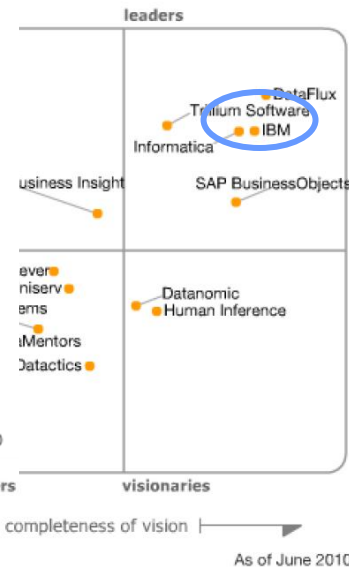 leaders
DataFlux
Trillium Software
IBM
Informatica
usiness Insight
SAP BusinessObjects
ever
niserv
ems
Mentors
Datactics
Datanomic
Human Inference
rs
visionaries
completeness of vision
As of June 2010